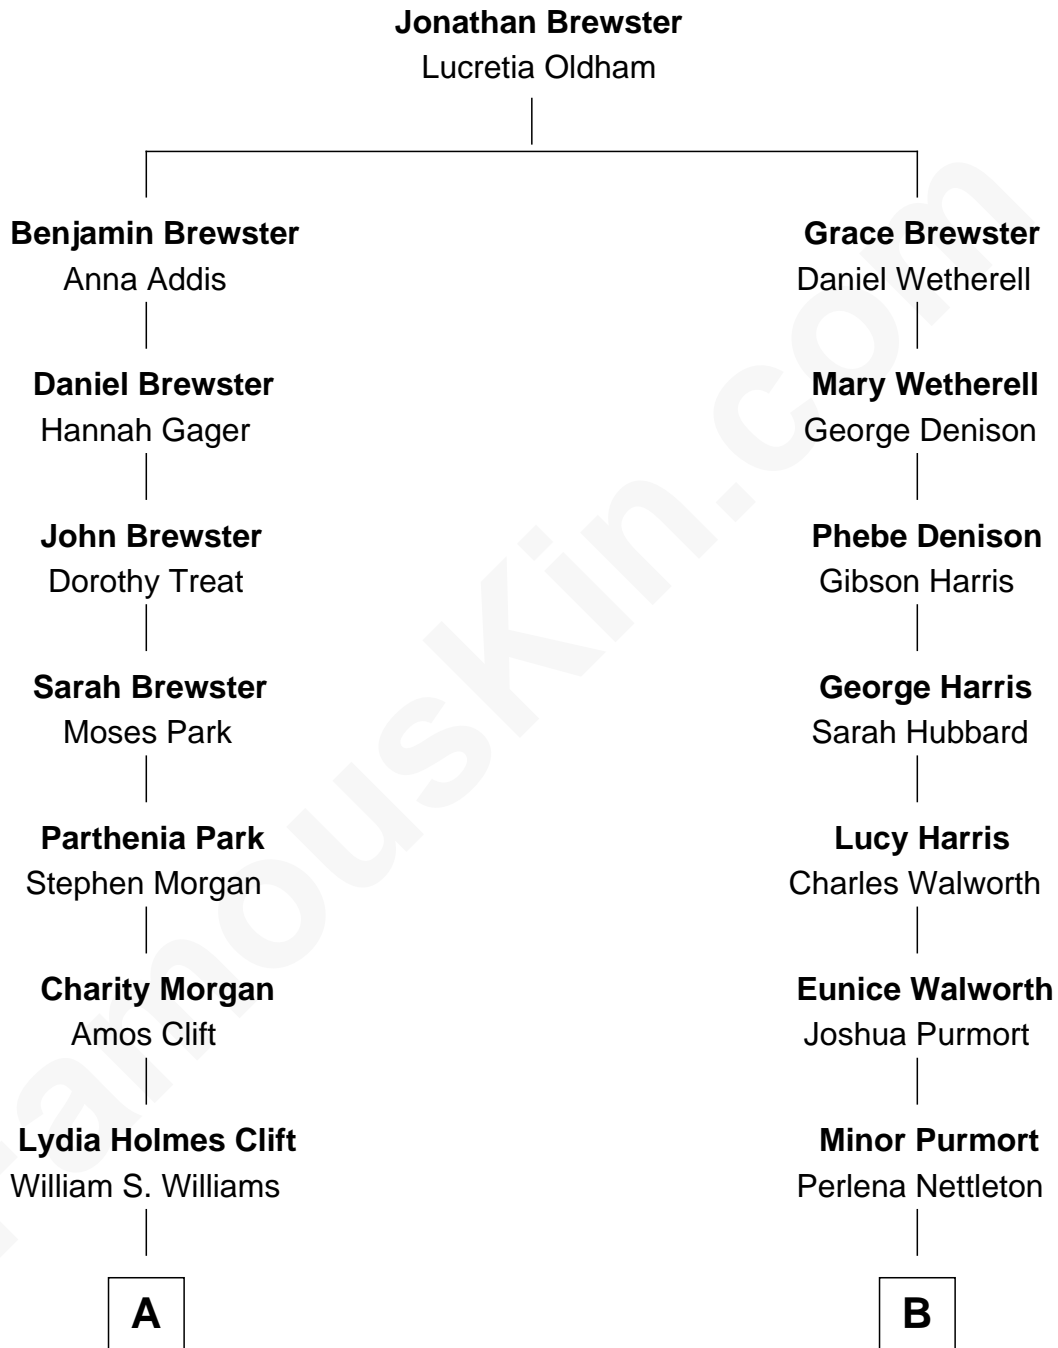 Jonathan Brewster
Lucretia Oldham
Benjamin Brewster
Anna Addis
Daniel Brewster
Hannah Gager
John Brewster
Dorothy Treat
Sarah Brewster
Moses Park
Parthenia Park
Stephen Morgan
Charity Morgan
Amos Clift
Lydia Holmes Clift
William S. Williams
A
Grace Brewster
Daniel Wetherell
Mary Wetherell
George Denison
Phebe Denison
Gibson Harris
George Harris
Sarah Hubbard
Lucy Harris
Charles Walworth
Eunice Walworth
Joshua Purmort
Minor Purmort
Perlena Nettleton
B
FamousKin.com